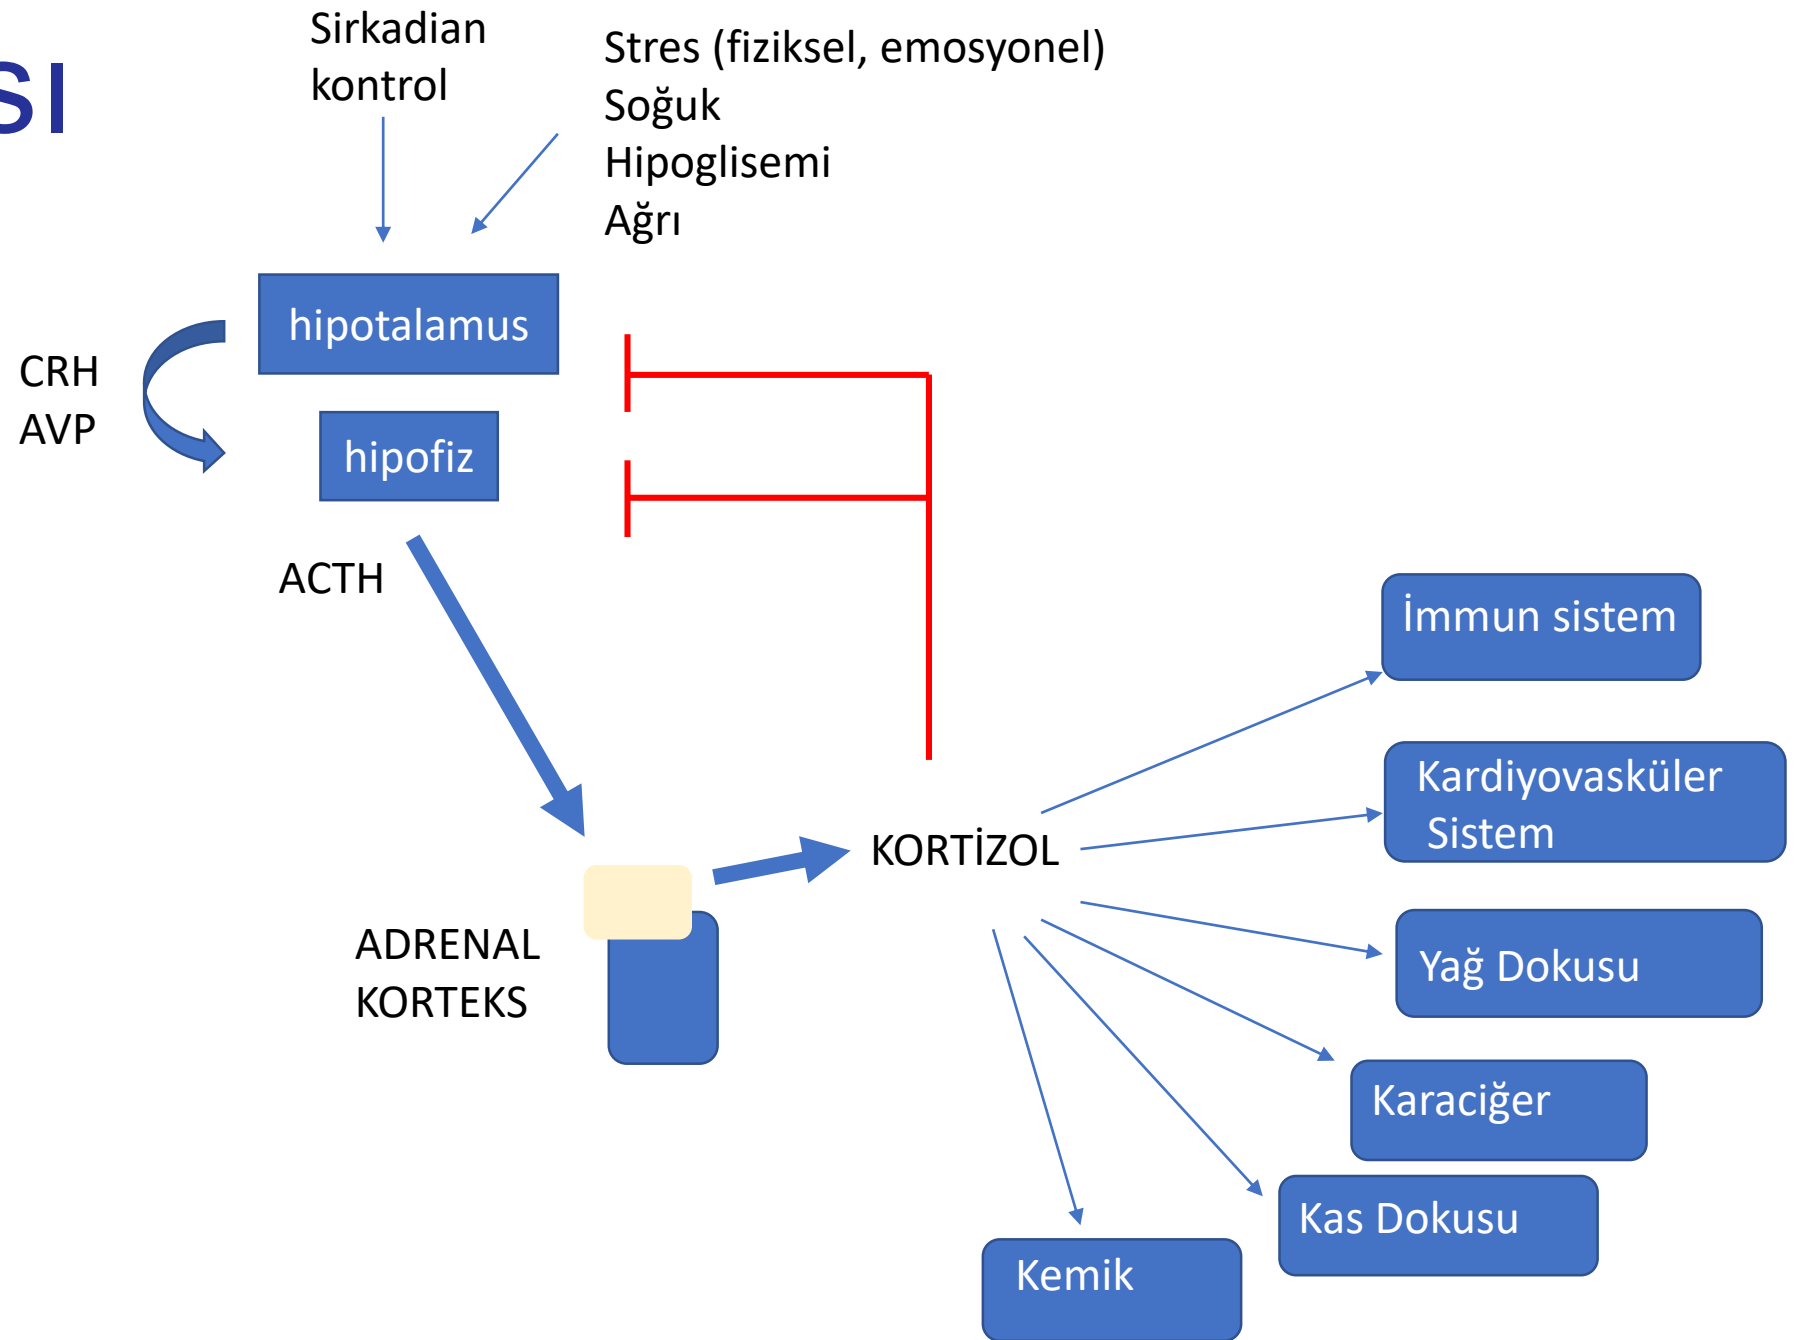 SI
Sirkadian
kontrol
Stres (fiziksel, emosyonel)
Soğuk
Hipoglisemi
Ağrı
hipotalamus
CRH
AVP
hipofiz
ACTH
İmmun sistem
Kardiyovasküler
Sistem
KORTİZOL
ADRENAL
KORTEKS
Yağ Dokusu
Karaciğer
Kas Dokusu
Kemik